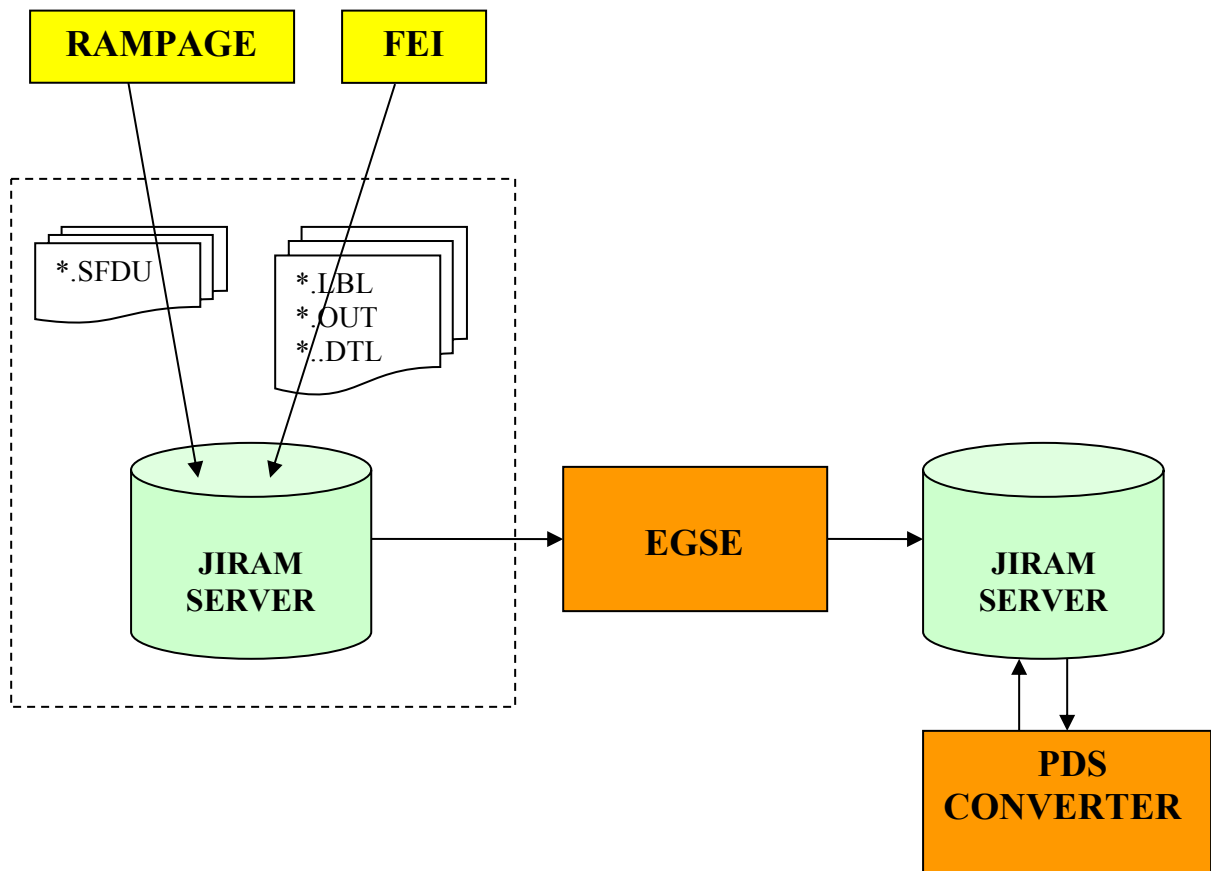 RAMPAGE
FEI
*.SFDU
*.LBL
*.OUT
*..DTL
JIRAM
SERVER
EGSE
JIRAM
SERVER
PDS
CONVERTER